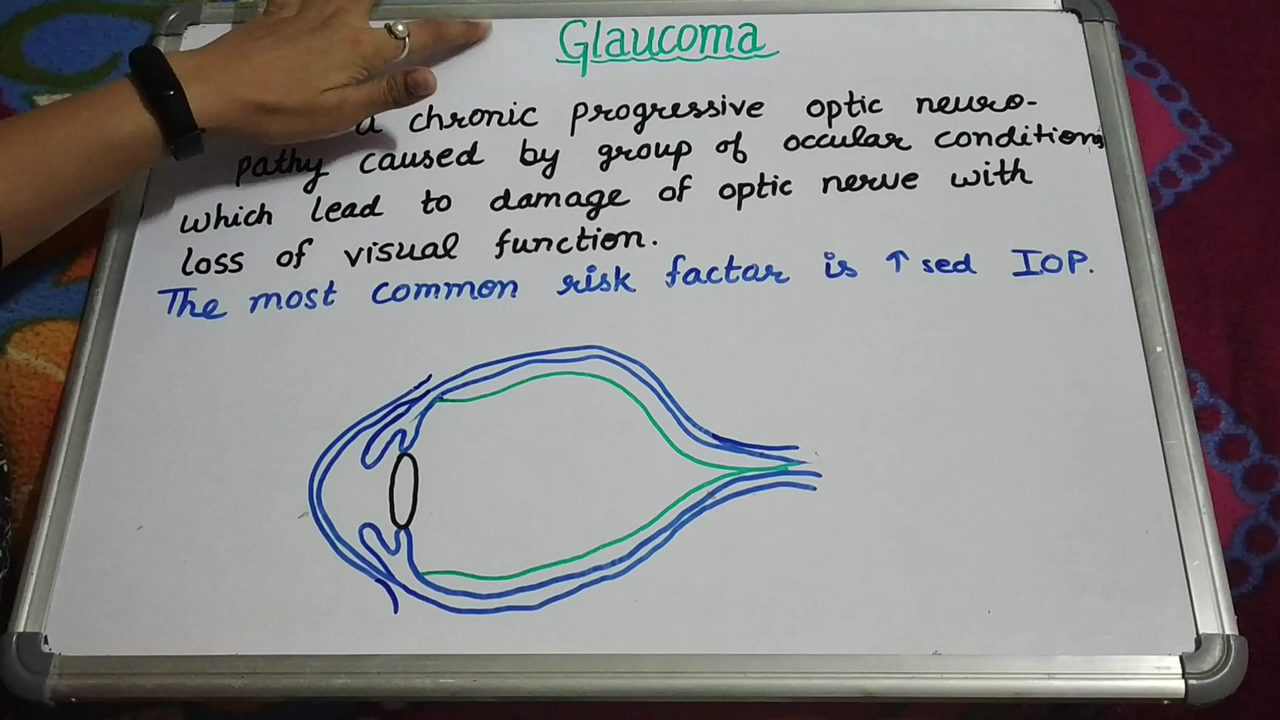 Glaucoma
a chronic progressive optic neuro-
pathy caused by group of occular conditions
which lead to damage of optic nerve with
loss of visual function.
The most common risk factar is ↑sed IOP.